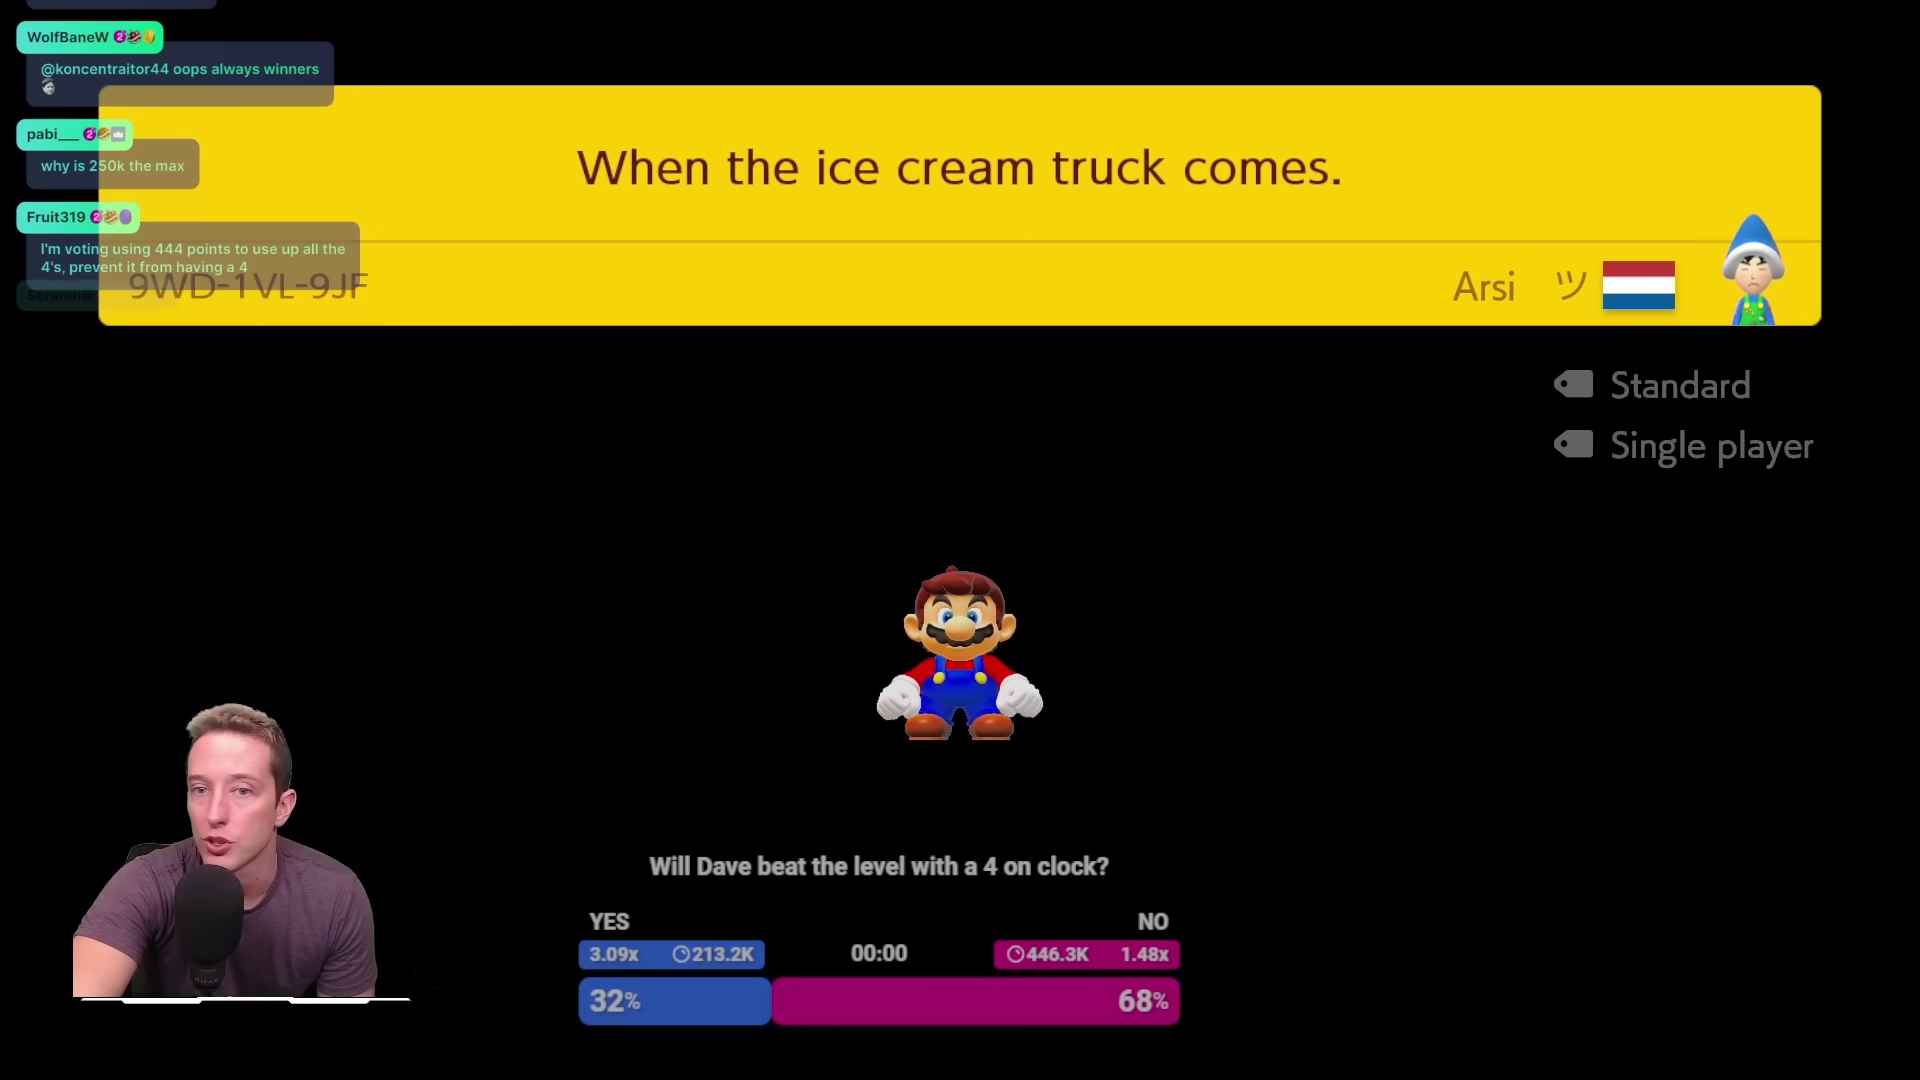 WolfBaneW
@koncentraitor44 oops always winners
pabi___
why is 250k the max
Fruit319
I'm voting using 444 points to use up all the
4's, prevent it from having a 4
When the ice cream truck comes.
9WD-1VL-9JF
Arsi ツ
Standard
Single player
Will Dave beat the level with a 4 on clock?
YES
NO
3.09x 213.2K
00:00
446.3K 1.48x
32%
68%